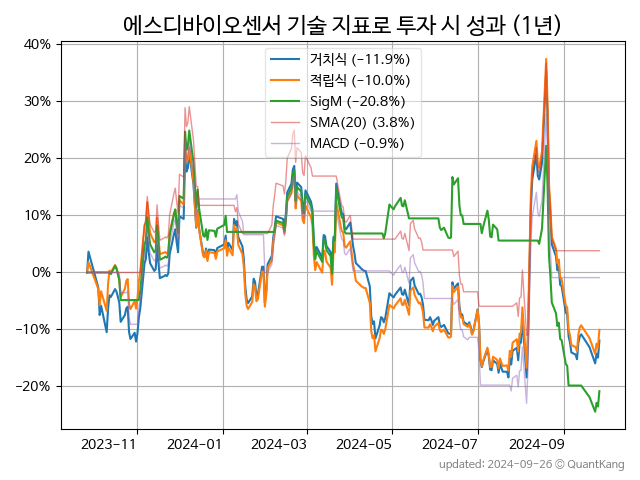 에스디바이오센서 기술 지표로 투자 시 성과 (1년)
40%
30%
20%
10%
0%
−10%
−20%
거치식 (−11.9%)
적립식 (−10.0%)
SigM (−20.8%)
SMA(20) (3.8%)
MACD (−0.9%)
2023-11
2024-01
2024-03
2024-05
2024-07
2024-09
updated: 2024-09-26 © QuantKang